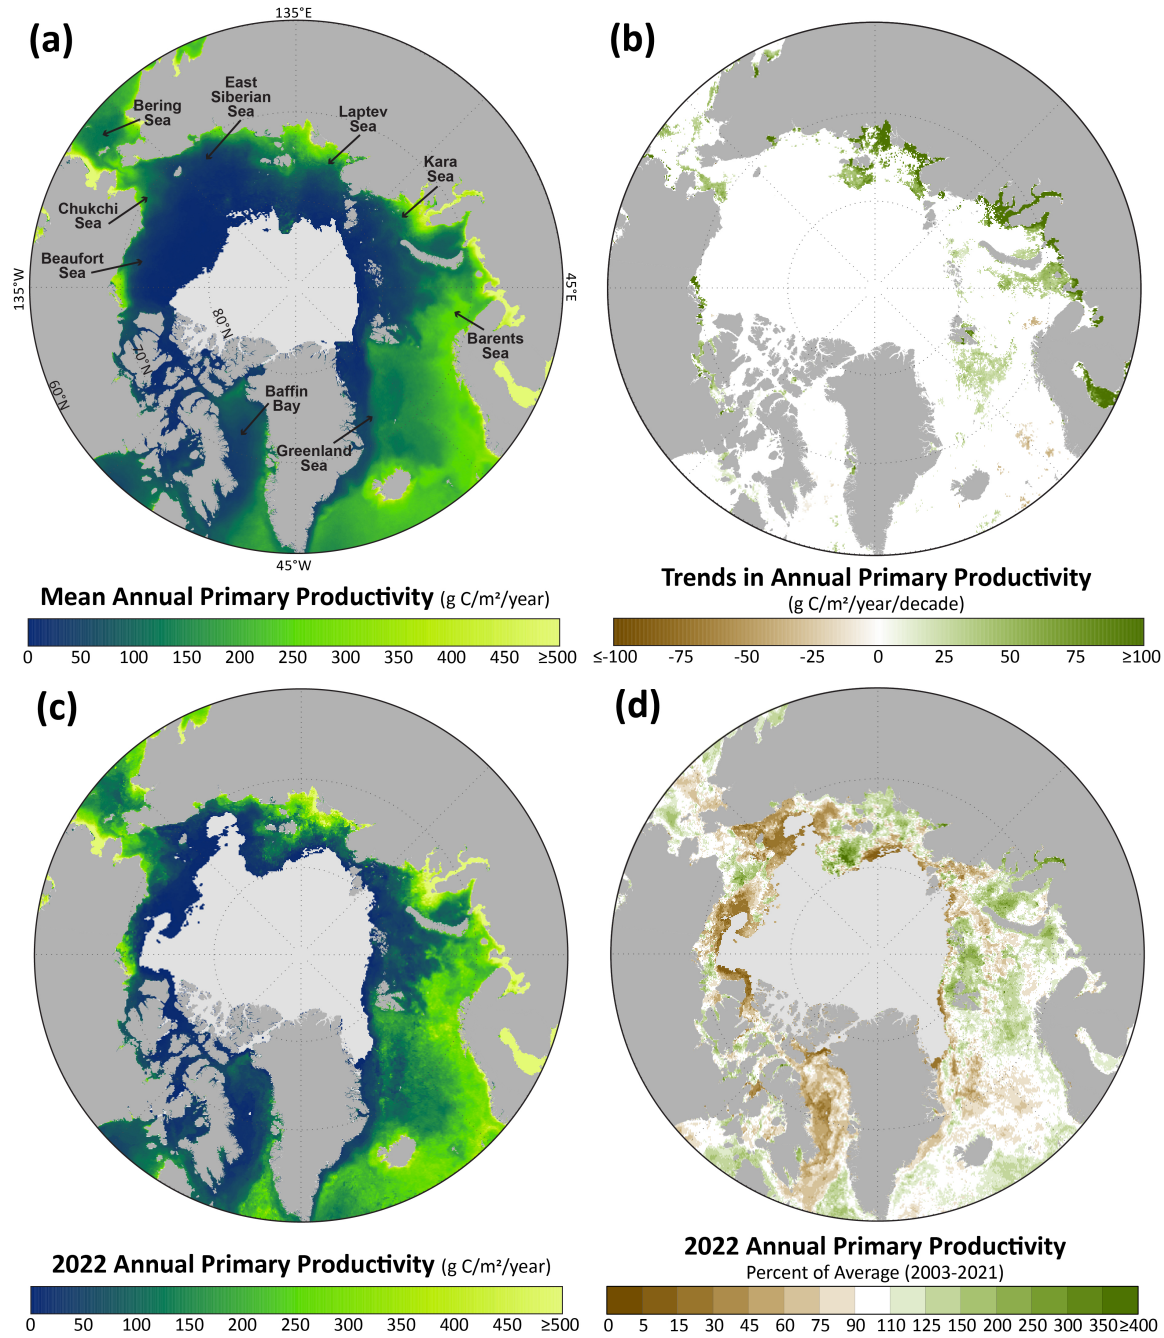 (a)
135°E
Bering
Sea
East
Siberian
Sea
Laptev
Sea
Kara
Sea
Chukchi
Sea
Beaufort
Sea
135°W
45°E
80°N
70°N
60°N
Barents
Sea
Baffin
Bay
Greenland
Sea
45°W
Mean Annual Primary Productivity (g C/m²/year)
0 50 100 150 200 250 300 350 400 450 ≥500
(b)
Trends in Annual Primary Productivity
(g C/m²/year/decade)
≤-100 -75 -50 -25 0 25 50 75 ≥100
(c)
2022 Annual Primary Productivity (g C/m²/year)
0 50 100 150 200 250 300 350 400 450 ≥500
(d)
2022 Annual Primary Productivity
Percent of Average (2003-2021)
0 5 15 30 45 60 75 90 110 125 150 200 250 300 350 ≥400